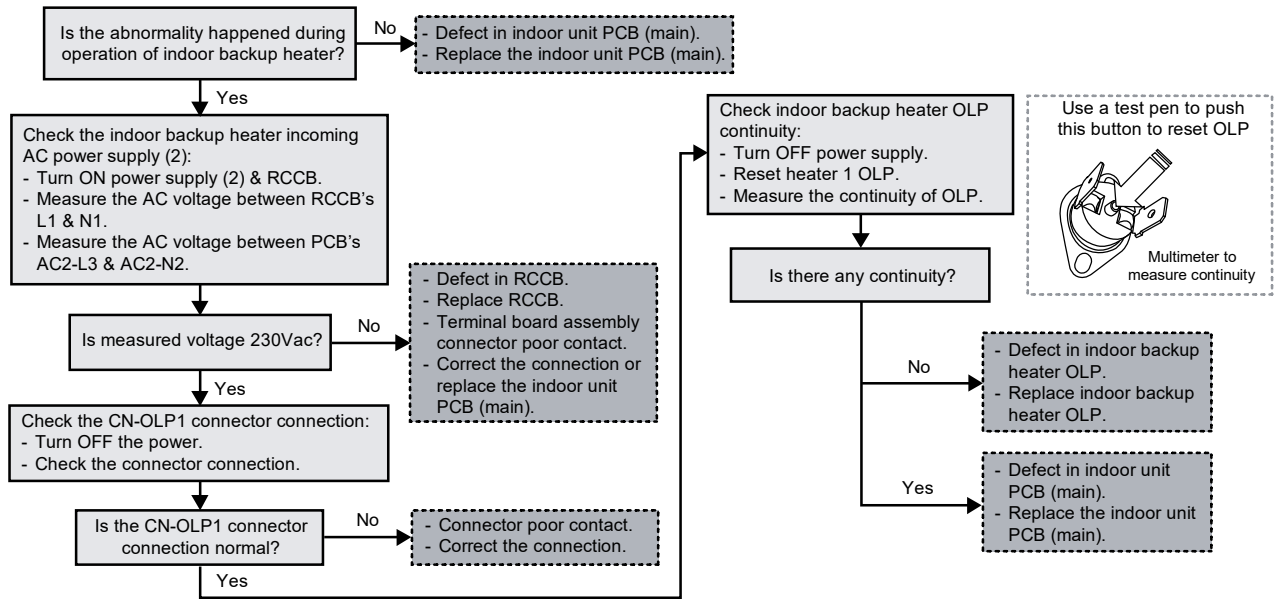 Is the abnormality happened during
operation of indoor backup heater?
No
- Defect in indoor unit PCB (main).
- Replace the indoor unit PCB (main).
Yes
Check the indoor backup heater incoming
AC power supply (2):
- Turn ON power supply (2) & RCCB.
- Measure the AC voltage between RCCB's
L1 & N1.
- Measure the AC voltage between PCB's
AC2-L3 & AC2-N2.
Is measured voltage 230Vac?
No
- Defect in RCCB.
- Replace RCCB.
- Terminal board assembly
connector poor contact.
- Correct the connection or
replace the indoor unit
PCB (main).
Yes
Check the CN-OLP1 connector connection:
- Turn OFF the power.
- Check the connector connection.
Is the CN-OLP1 connector
connection normal?
No
- Connector poor contact.
- Correct the connection.
Yes
Check indoor backup heater OLP
continuity:
- Turn OFF power supply.
- Reset heater 1 OLP.
- Measure the continuity of OLP.
Is there any continuity?
No
- Defect in indoor backup
heater OLP.
- Replace indoor backup
heater OLP.
Yes
- Defect in indoor unit
PCB (main).
- Replace the indoor unit
PCB (main).
Use a test pen to push
this button to reset OLP
Multimeter to
measure continuity